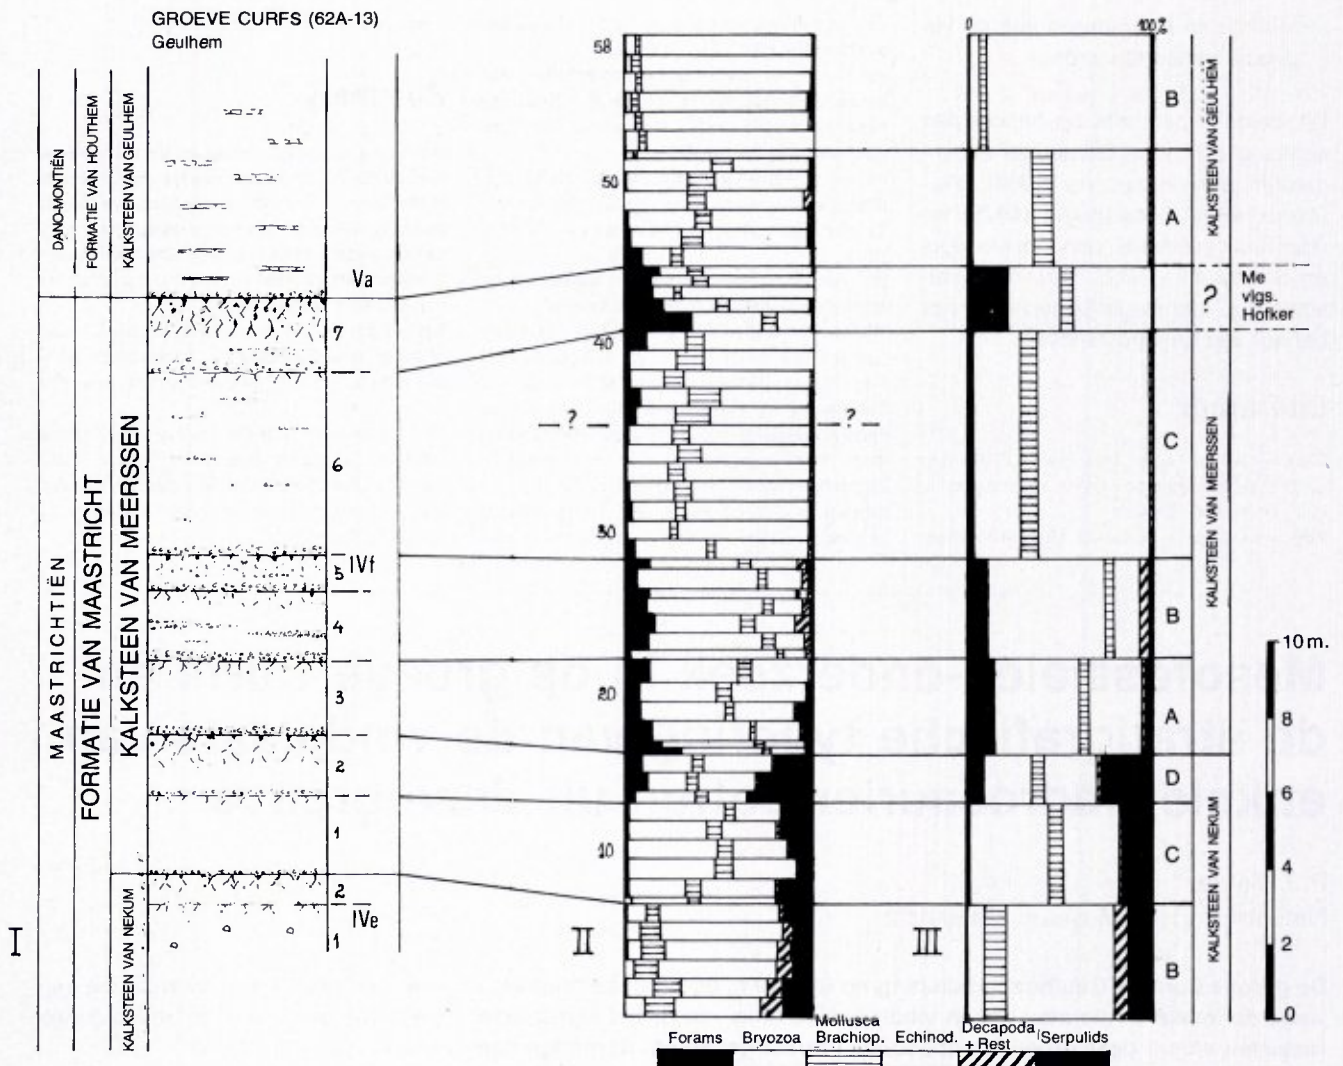 GROEVE CURFS (62A-13)
Geulhem
DANO-MONTIËN
FORMATIE VAN HOUTHEM
KALKSTEEN VAN GEULHEM
MAASTRICHTIËN
FORMATIE VAN MAASTRICHT
KALKSTEEN VAN MEERSSEN
KALKSTEEN VAN NEKUM
Va
7
6
IVf
5
4
3
2
1
2
IVe
1
I
58
50
40
30
20
10
? ?
II
0 100%
B
A
?
C
B
A
D
C
B
III
KALKSTEEN VAN GEULHEM
Me
vlgs.
Hofker
KALKSTEEN VAN MEERSSEN
KALKSTEEN VAN NEKUM
10 m.
8
6
4
2
0
Forams Bryozoa Mollusca Brachiop. Echinod. Decapoda + Rest Serpulids